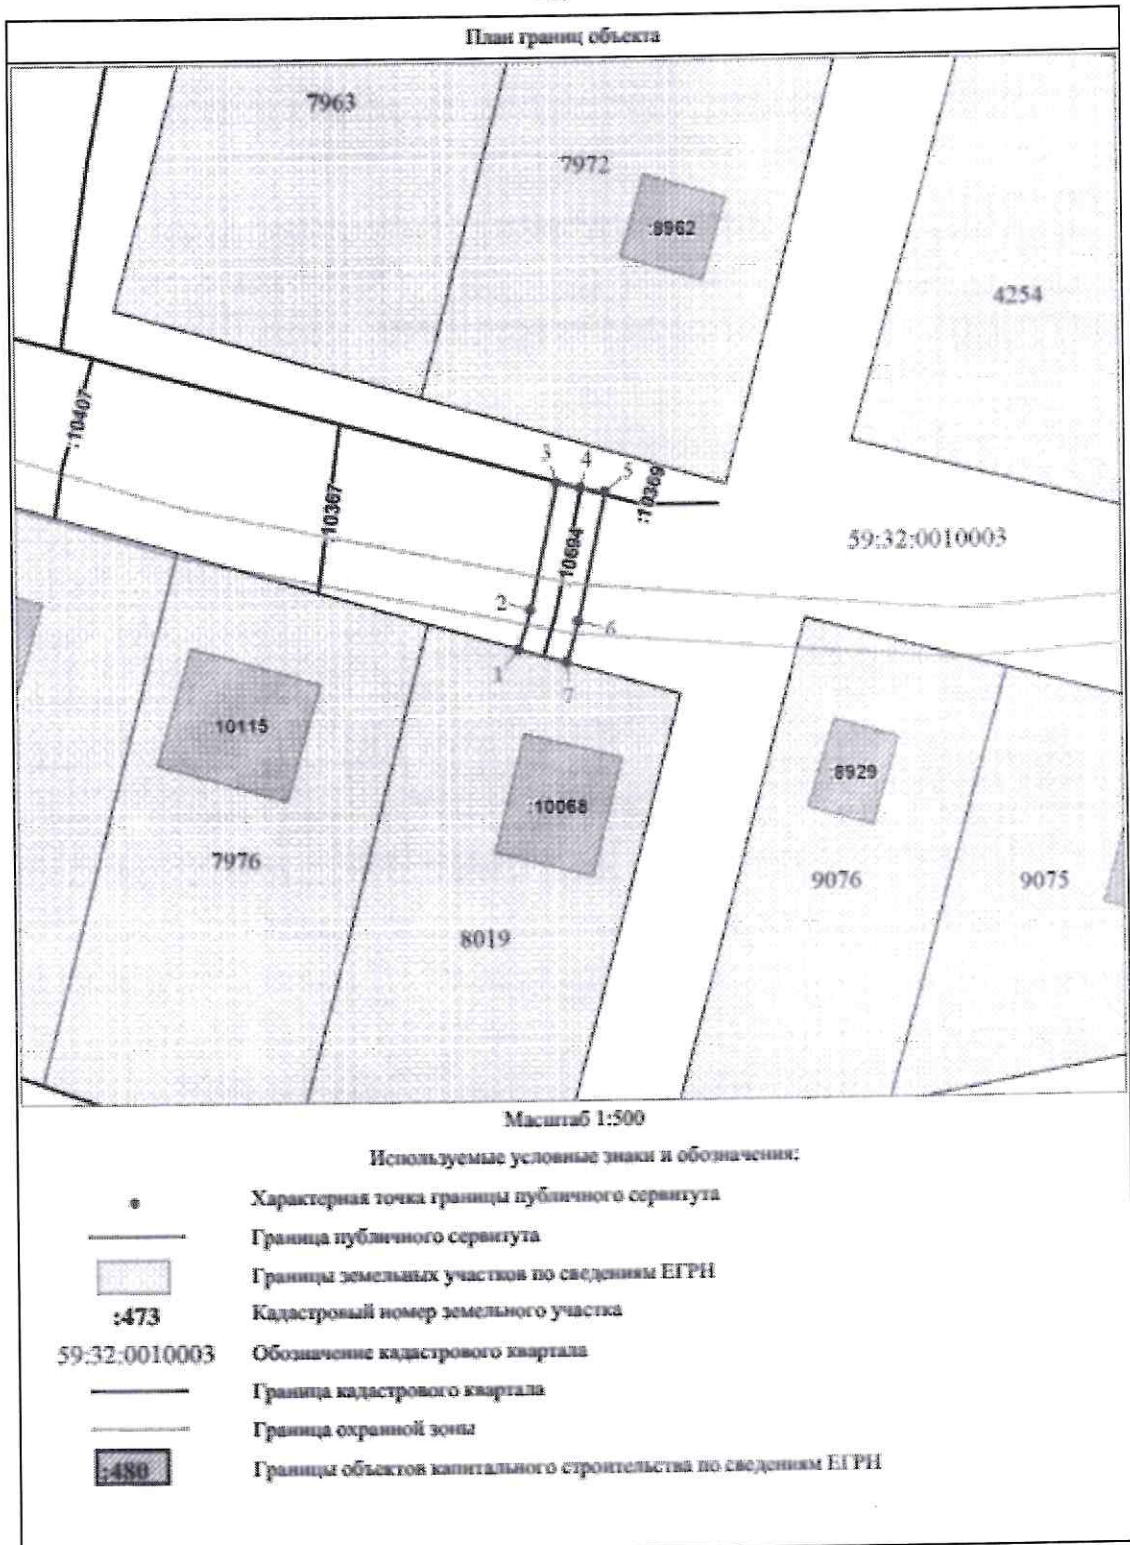 План границ объекта
7963
7972
:8962
4254
:10407
:10367
3
4
5
:10369
10694
59:32:0010003
2
6
1
7
:10115
:10068
:8929
7976
9076
9075
8019
Масштаб 1:500
Используемые условные знаки и обозначения:
Характерная точка границы публичного сервитута
Граница публичного сервитута
Границы земельных участков по сведениям ЕГРН
:473 Кадастровый номер земельного участка
59:32:0010003 Обозначение кадастрового квартала
Граница кадастрового квартала
Граница охранной зоны
:480 Границы объектов капитального строительства по сведениям ЕГРН